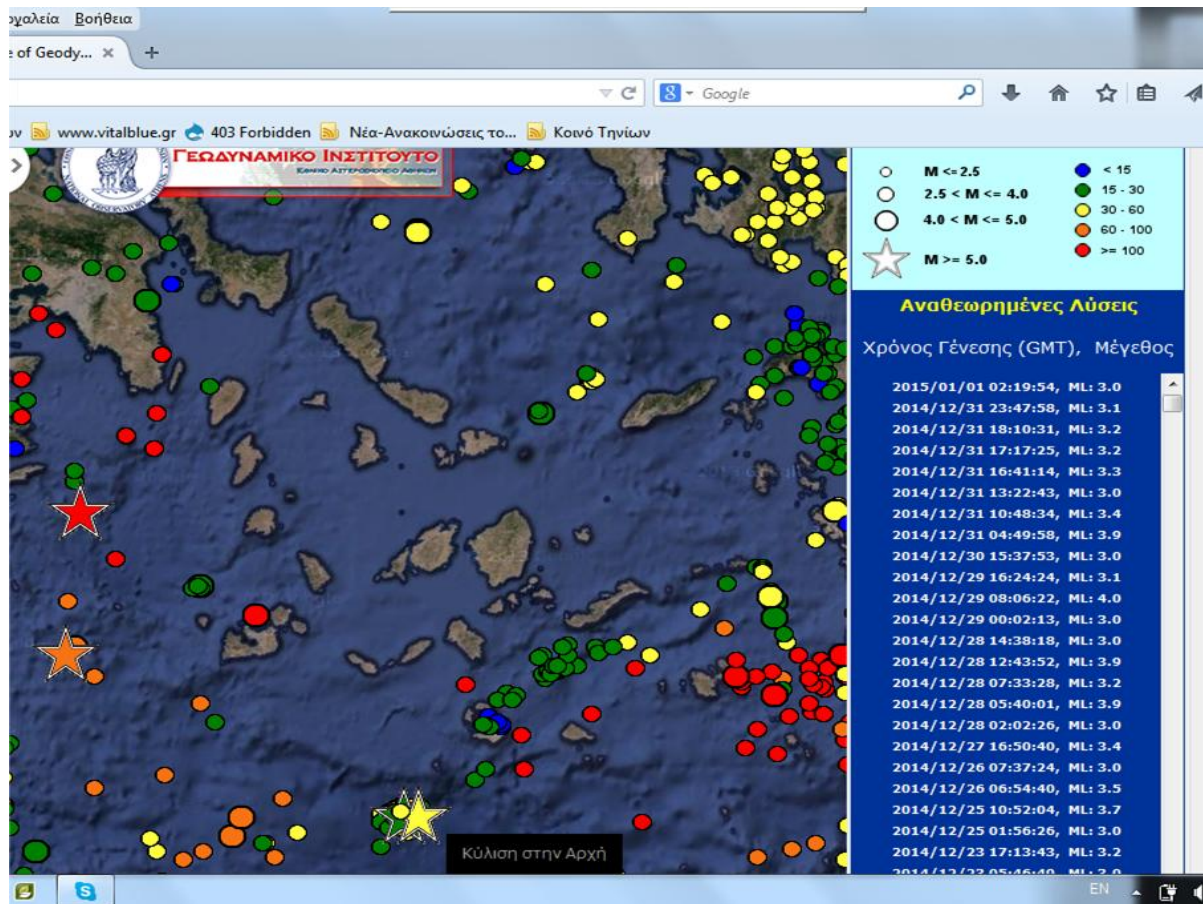 Βοήθεια
e of Geody...
Google
www.vitalblue.gr
403 Forbidden
Νέα-Ανακοινώσεις το...
Κοινό Τηνίων
ΓΕΩΔΥΝΑΜΙΚΟ ΙΝΣΤΙΤΟΥΤΟ
ΕΘΝΙΚΟ ΑΣΤΕΡΟΣΚΟΠΕΙΟ ΑΘΗΝΩΝ
M <= 2.5
< 15
2.5 < M <= 4.0
15 - 30
30 - 60
4.0 < M <= 5.0
60 - 100
M >= 5.0
>= 100
Αναθεωρημένες Λύσεις
Χρόνος Γένεσης (GMT), Μέγεθος
2015/01/01 02:19:54, ML: 3.0
2014/12/31 23:47:58, ML: 3.1
2014/12/31 18:10:31, ML: 3.2
2014/12/31 17:17:25, ML: 3.2
2014/12/31 16:41:14, ML: 3.3
2014/12/31 13:22:43, ML: 3.0
2014/12/31 10:48:34, ML: 3.4
2014/12/31 04:49:58, ML: 3.9
2014/12/30 15:37:53, ML: 3.0
2014/12/29 16:24:24, ML: 3.1
2014/12/29 08:06:22, ML: 4.0
2014/12/29 00:02:13, ML: 3.0
2014/12/28 14:38:18, ML: 3.0
2014/12/28 12:43:52, ML: 3.9
2014/12/28 07:33:28, ML: 3.2
2014/12/28 05:40:01, ML: 3.9
2014/12/28 02:02:26, ML: 3.0
2014/12/27 16:50:40, ML: 3.4
2014/12/26 07:37:24, ML: 3.0
2014/12/26 06:54:40, ML: 3.5
2014/12/25 10:52:04, ML: 3.7
2014/12/25 01:56:26, ML: 3.0
2014/12/23 17:13:43, ML: 3.2
Κύλιση στην Αρχή
EN